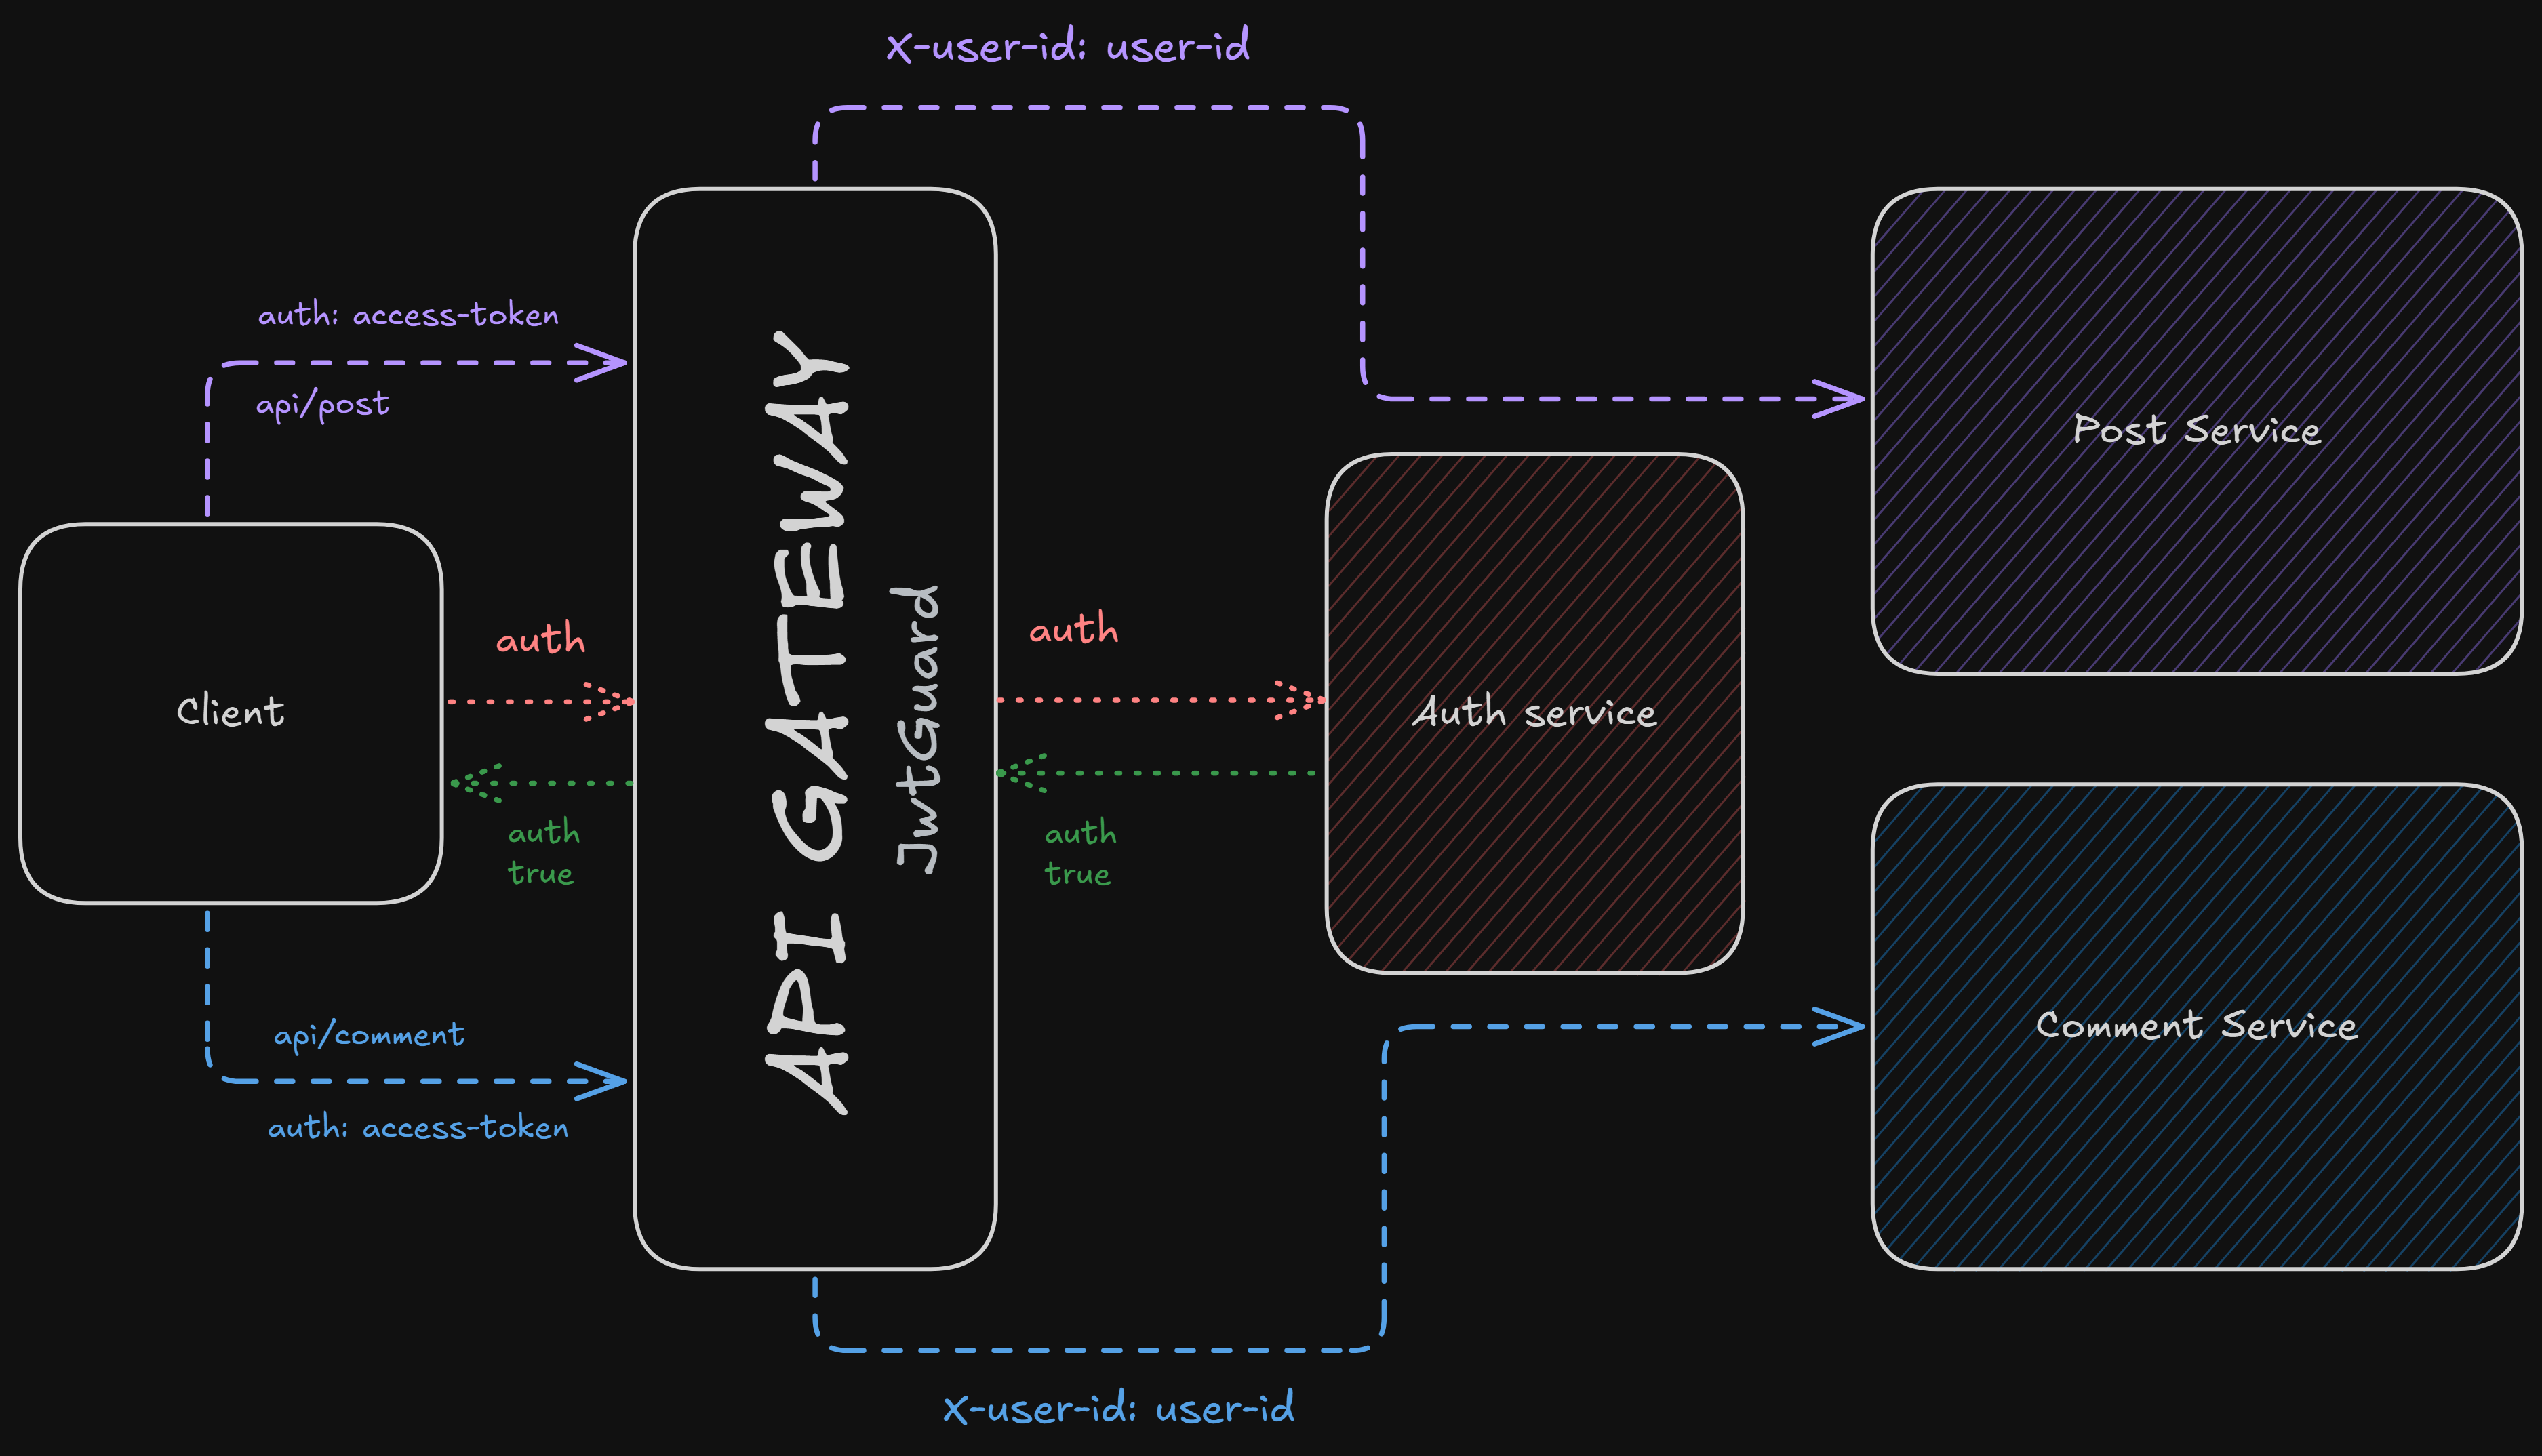 X-user-id: user-id
auth: access-token
api/post
Client
auth
auth
true
API GATEWAY
JwtGuard
auth
auth
true
Auth service
Post Service
Comment Service
api/comment
auth: access-token
X-user-id: user-id